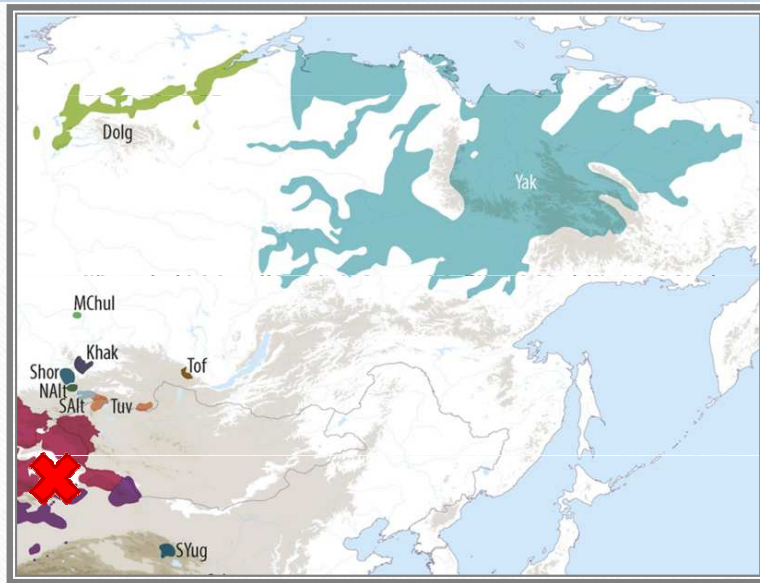 Dolg
Yak
MChul
Khak
Tof
Shor
NAlt
SAlt
Tuv
SYug